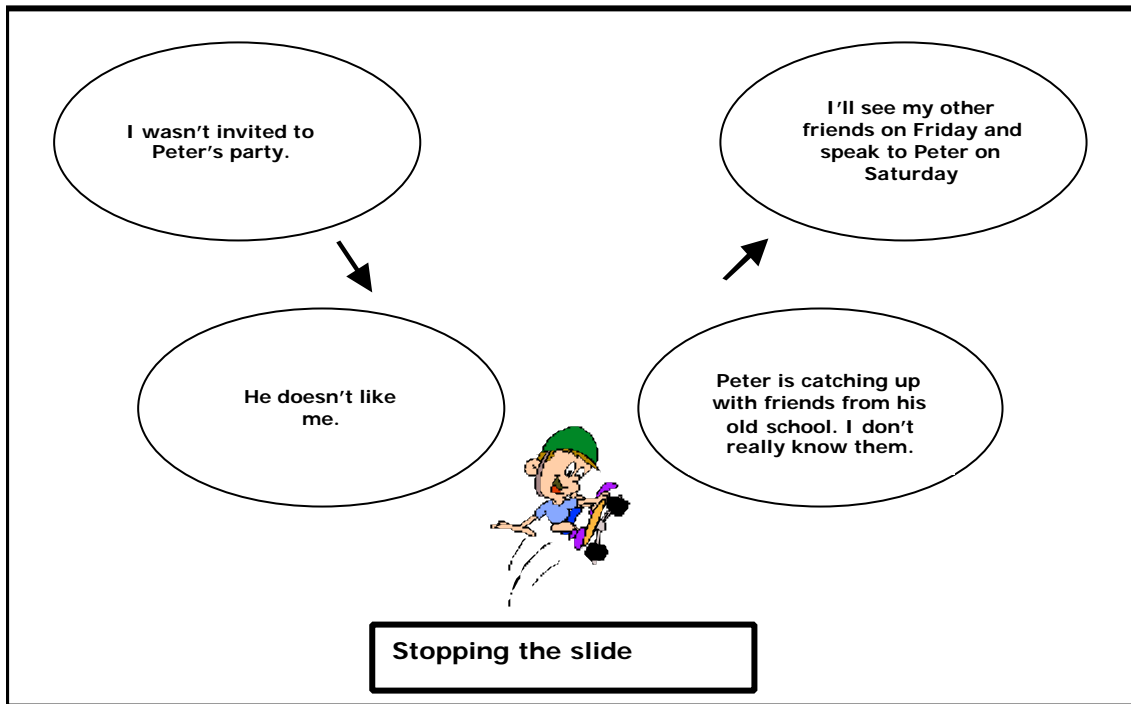 I wasn't invited to
Peter's party.
He doesn't like
me.
Peter is catching up
with friends from his
old school. I don't
really know them.
I'll see my other
friends on Friday and
speak to Peter on
Saturday
Stopping the slide